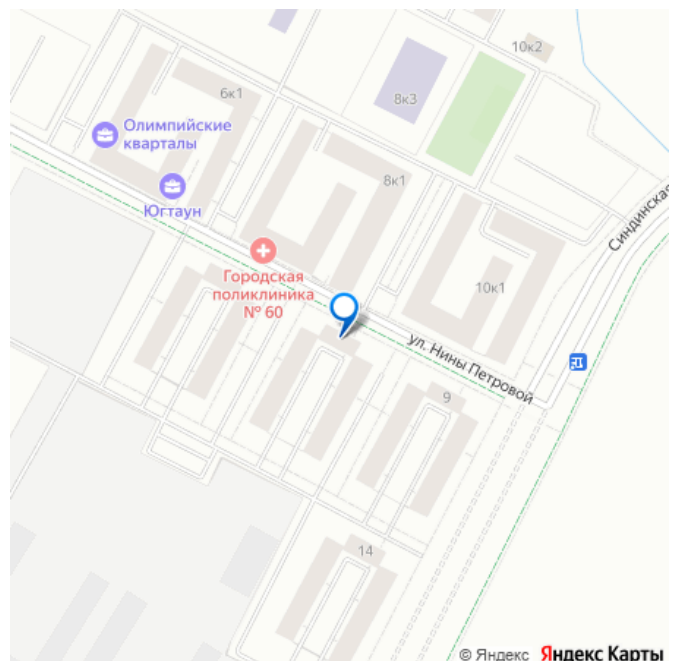 10к2
6к1
8к3
Олимпийские
кварталы
8к1
Югтаун
Синдинская
Городская
поликлиника
№ 60
10к1
ул. Нины Петровой
9
14
© Яндекс Яндекс Карты